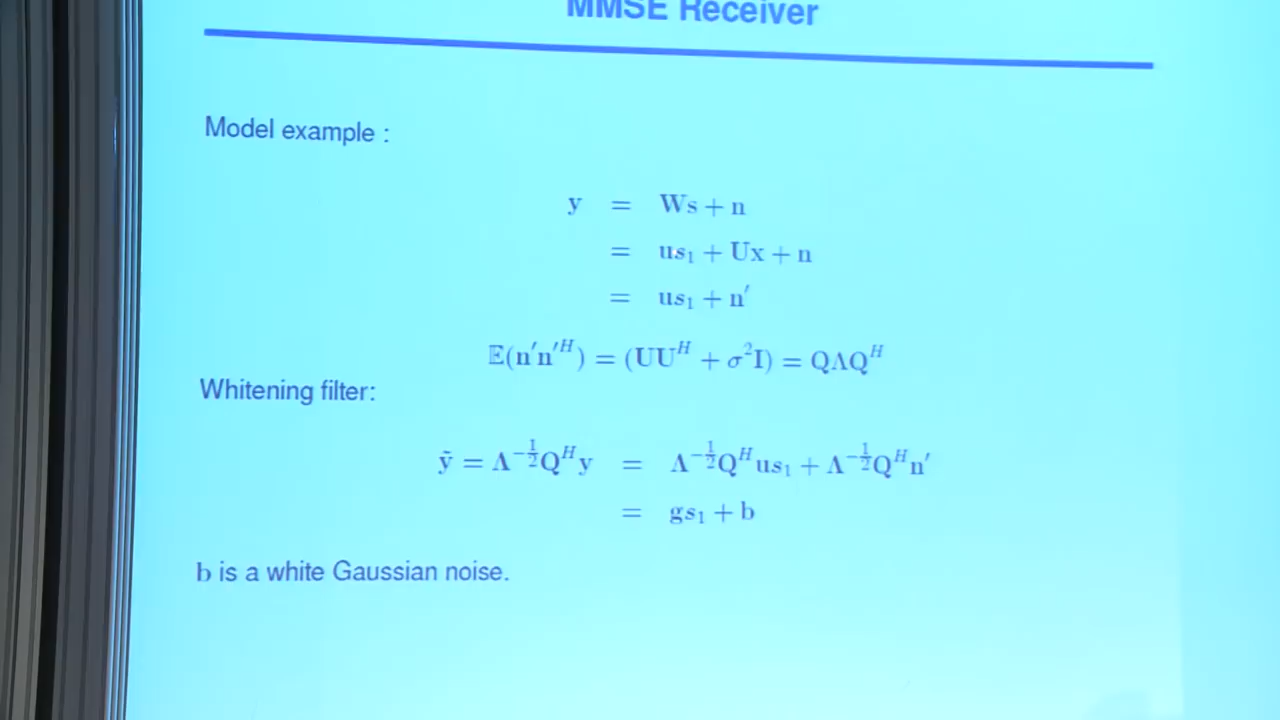 MMSE Receiver
Model example :
y = Ws + n
= us₁ + Ux + n
= us₁ + n′
𝔼(n′n′ᴴ) = (UUᴴ + σ²I) = QΛQᴴ
Whitening filter:
ỹ = Λ^{-1/2}Qᴴy = Λ^{-1/2}Qᴴus₁ + Λ^{-1/2}Qᴴn′
= gs₁ + b
b is a white Gaussian noise.